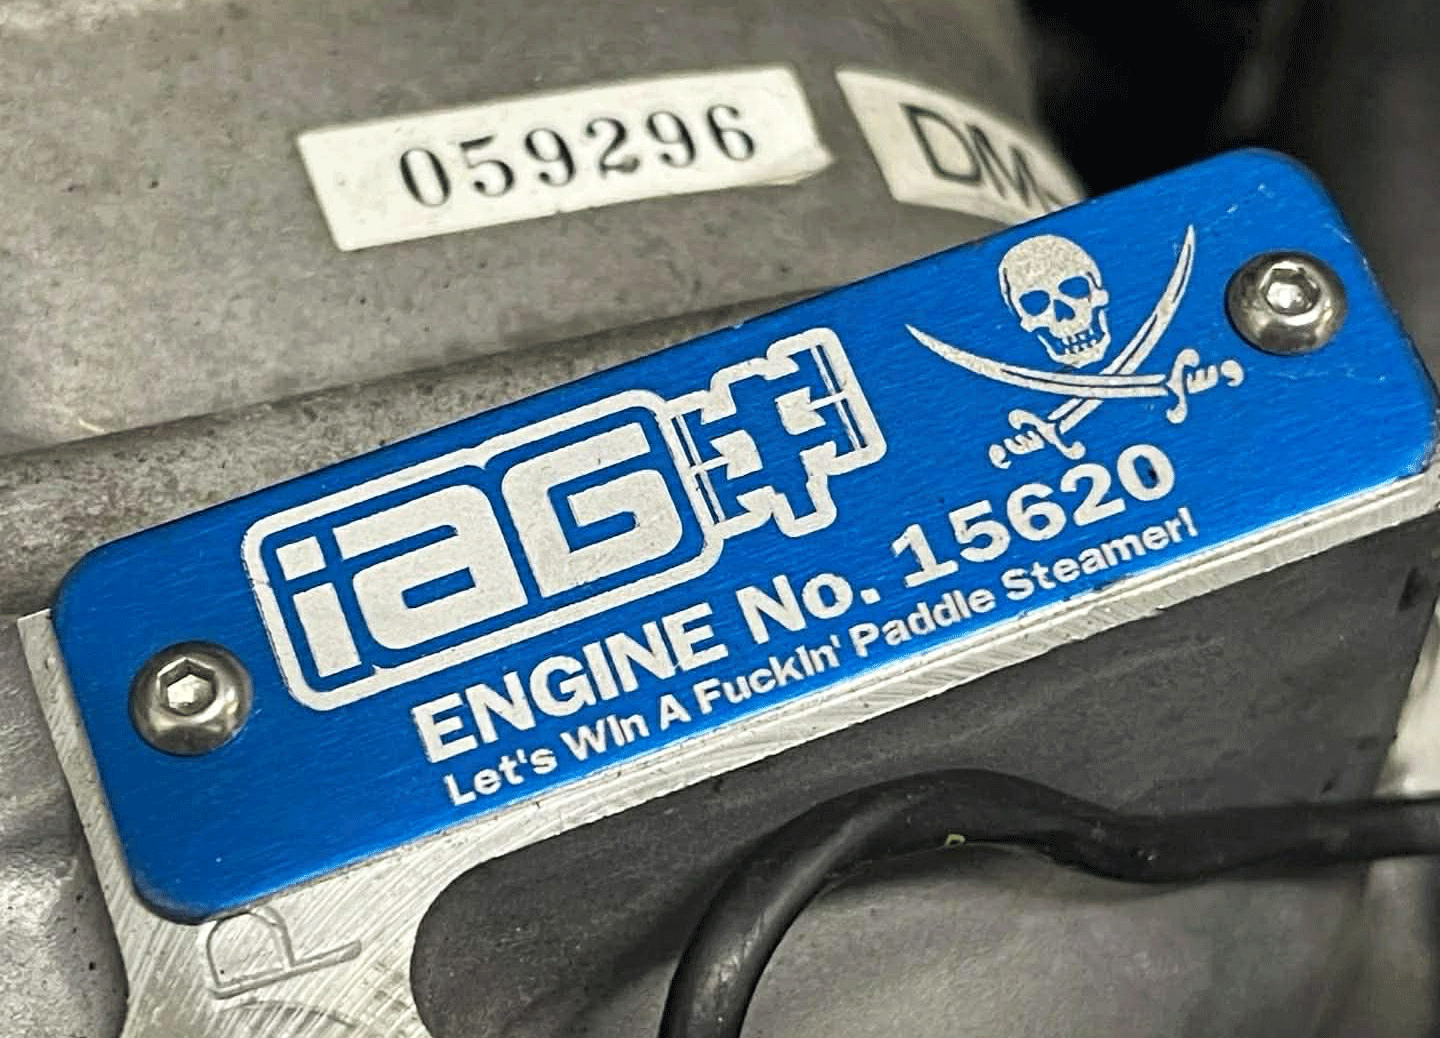 059296
DM-
iAG
ENGINE No. 15620
Let's WIn A FuckIn' Paddle Steamer!
R